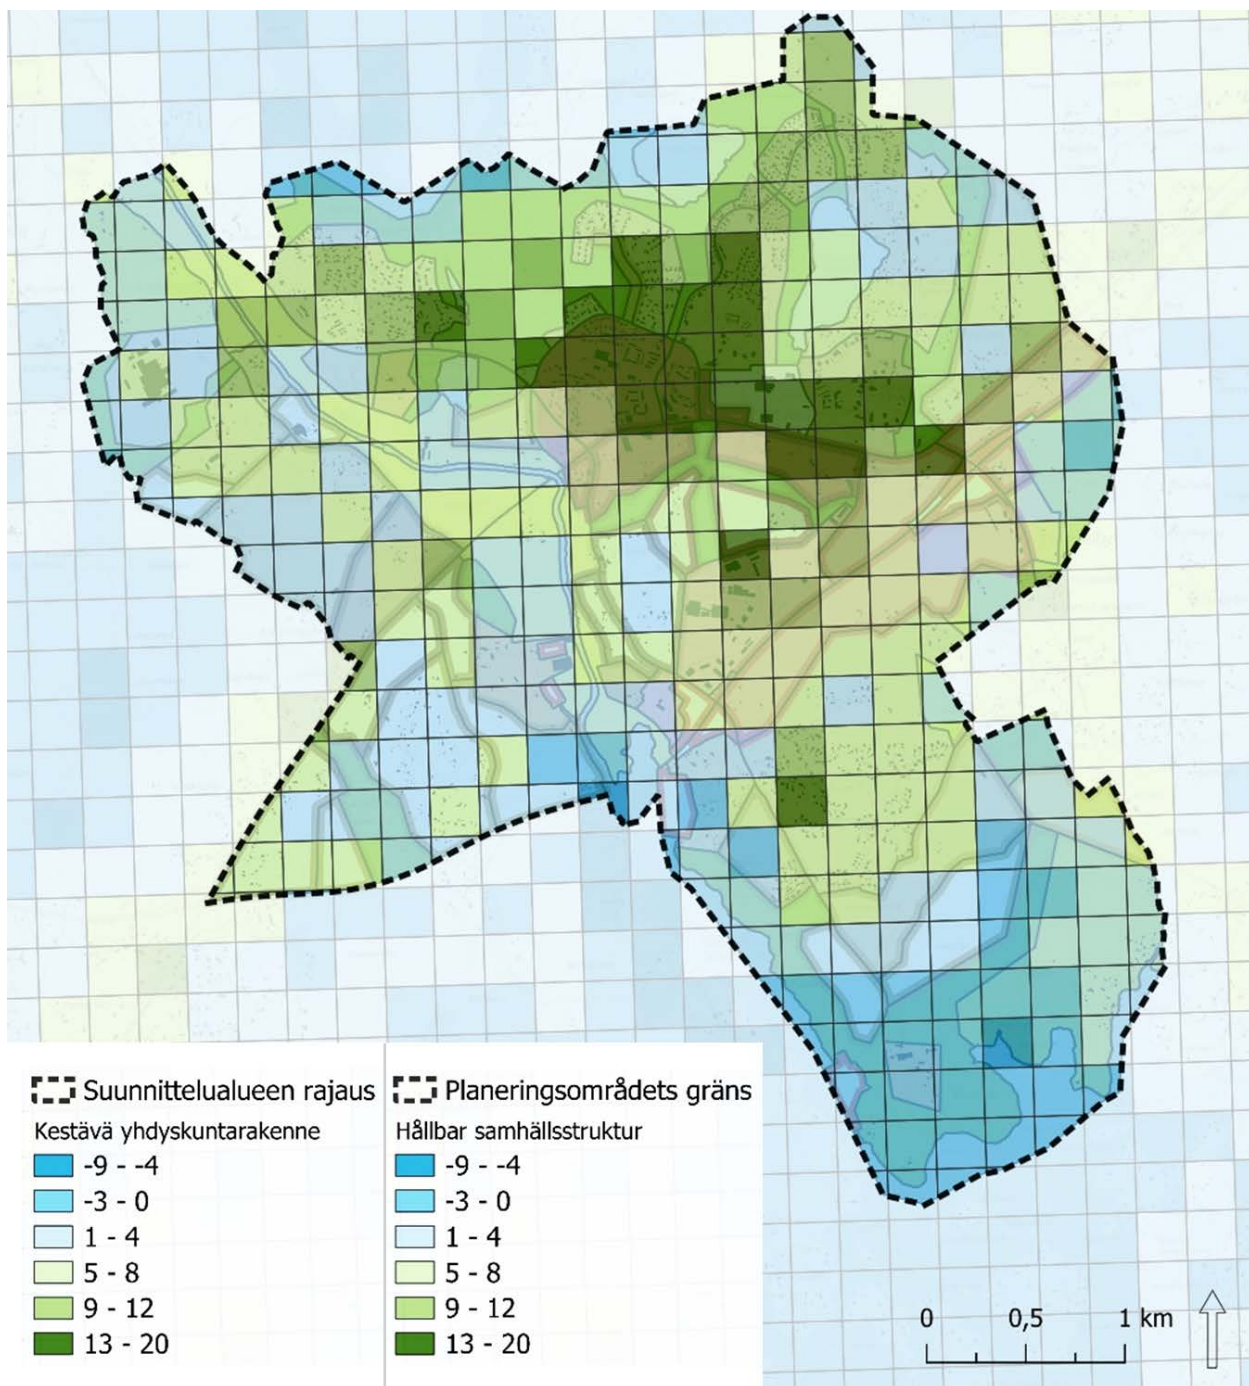 Suunnittelualueen rajaus
Kestävä yhdyskuntarakenne
-9 - -4
-3 - 0
1 - 4
5 - 8
9 - 12
13 - 20
Planeringsområdets gräns
Hållbar samhällsstruktur
-9 - -4
-3 - 0
1 - 4
5 - 8
9 - 12
13 - 20
0 0,5 1 km